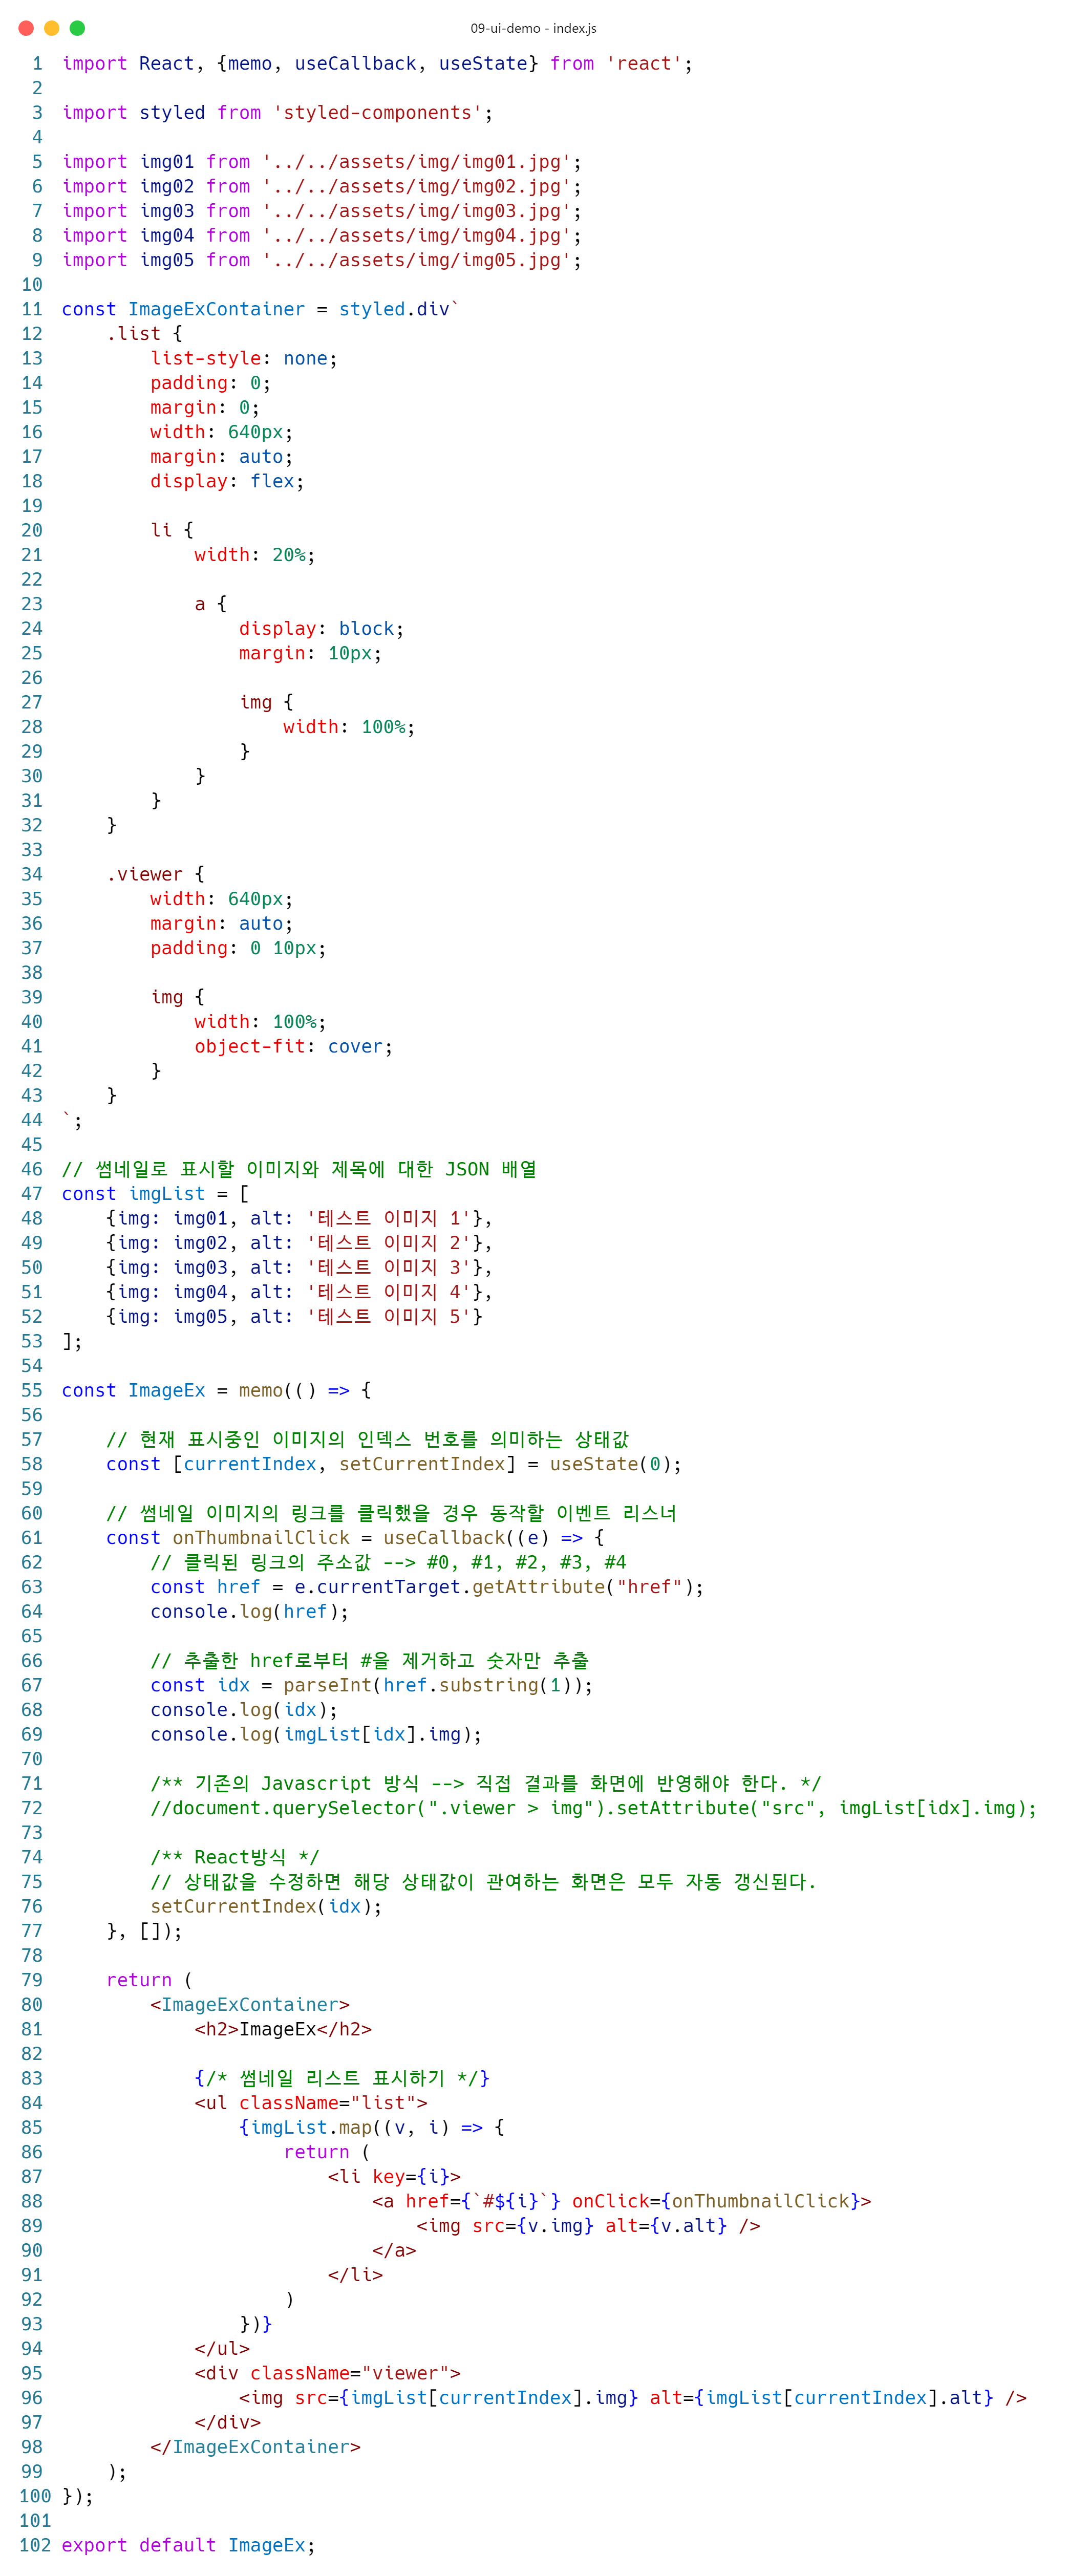 09-ui-demo - index.js
1 import React, {memo, useCallback, useState} from 'react';
2
3 import styled from 'styled-components';
4
5 import img01 from '../../assets/img/img01.jpg';
6 import img02 from '../../assets/img/img02.jpg';
7 import img03 from '../../assets/img/img03.jpg';
8 import img04 from '../../assets/img/img04.jpg';
9 import img05 from '../../assets/img/img05.jpg';
10
11 const ImageExContainer = styled.div`
12     .list {
13         list-style: none;
14         padding: 0;
15         margin: 0;
16         width: 640px;
17         margin: auto;
18         display: flex;
19
20         li {
21             width: 20%;
22
23             a {
24                 display: block;
25                 margin: 10px;
26
27                 img {
28                     width: 100%;
29                 }
30             }
31         }
32     }
33
34     .viewer {
35         width: 640px;
36         margin: auto;
37         padding: 0 10px;
38
39         img {
40             width: 100%;
41             object-fit: cover;
42         }
43     }
44 `;
45
46 // 썸네일로 표시할 이미지와 제목에 대한 JSON 배열
47 const imgList = [
48     {img: img01, alt: '테스트 이미지 1'},
49     {img: img02, alt: '테스트 이미지 2'},
50     {img: img03, alt: '테스트 이미지 3'},
51     {img: img04, alt: '테스트 이미지 4'},
52     {img: img05, alt: '테스트 이미지 5'}
53 ];
54
55 const ImageEx = memo(() => {
56
57     // 현재 표시중인 이미지의 인덱스 번호를 의미하는 상태값
58     const [currentIndex, setCurrentIndex] = useState(0);
59
60     // 썸네일 이미지의 링크를 클릭했을 경우 동작할 이벤트 리스너
61     const onThumbnailClick = useCallback((e) => {
62         // 클릭된 링크의 주소값 --> #0, #1, #2, #3, #4
63         const href = e.currentTarget.getAttribute("href");
64         console.log(href);
65
66         // 추출한 href로부터 #을 제거하고 숫자만 추출
67         const idx = parseInt(href.substring(1));
68         console.log(idx);
69         console.log(imgList[idx].img);
70
71         /** 기존의 Javascript 방식 --> 직접 결과를 화면에 반영해야 한다. */
72         //document.querySelector(".viewer > img").setAttribute("src", imgList[idx].img);
73
74         /** React방식 */
75         // 상태값을 수정하면 해당 상태값이 관여하는 화면은 모두 자동 갱신된다.
76         setCurrentIndex(idx);
77     }, []);
78
79     return (
80         <ImageExContainer>
81             <h2>ImageEx</h2>
82
83             {/* 썸네일 리스트 표시하기 */}
84             <ul className="list">
85                 {imgList.map((v, i) => {
86                     return (
87                         <li key={i}>
88                             <a href={`#${i}`} onClick={onThumbnailClick}>
89                                 <img src={v.img} alt={v.alt} />
90                             </a>
91                         </li>
92                     )
93                 })}
94             </ul>
95             <div className="viewer">
96                 <img src={imgList[currentIndex].img} alt={imgList[currentIndex].alt} />
97             </div>
98         </ImageExContainer>
99     );
100 });
101
102 export default ImageEx;